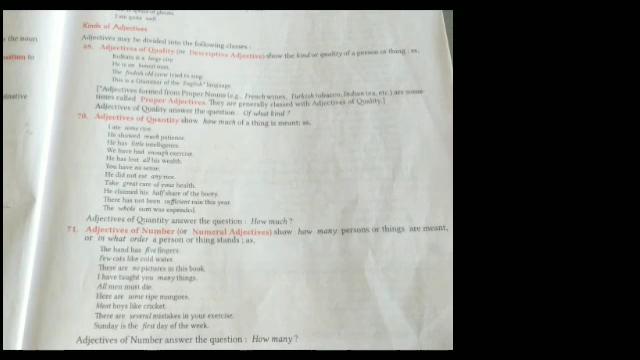 I am quite well.
Kinds of Adjectives
Adjectives may be divided into the following classes :
s the noun
69. Adjectives of Quality (or Descriptive Adjective) show the kind or quality of a person or thing ; as,
is a large city.
He is an honest man.
The foolish old crow tried to sing.
This is a Grammar of the English* language.
[*Adjectives formed from Proper Nouns (e.g., French wines, Turkish tobacco, Indian tea, etc.) are some-
times called Proper Adjectives. They are generally classed with Adjectives of Quality.]
Adjectives of Quality answer the question : Of what kind ?
70. Adjectives of Quantity show how much of a thing is meant; as,
I ate some rice.
He showed much patience.
He has little intelligence.
We have had enough exercise.
He has lost all his wealth.
You have no sense.
He did not eat any rice.
Take great care of your health.
He claimed his half share of the booty.
There has not been sufficient rain this year.
The whole sum was expended.
Adjectives of Quantity answer the question : How much ?
71. Adjectives of Number (or Numeral Adjectives) show how many persons or things are meant,
or in what order a person or thing stands ; as,
The hand has five fingers.
Few cats like cold water.
There are no pictures in this book.
I have taught you many things.
All men must die.
Here are some ripe mangoes.
Most boys like cricket.
There are several mistakes in your exercise.
Sunday is the first day of the week.
Adjectives of Number answer the question : How many ?